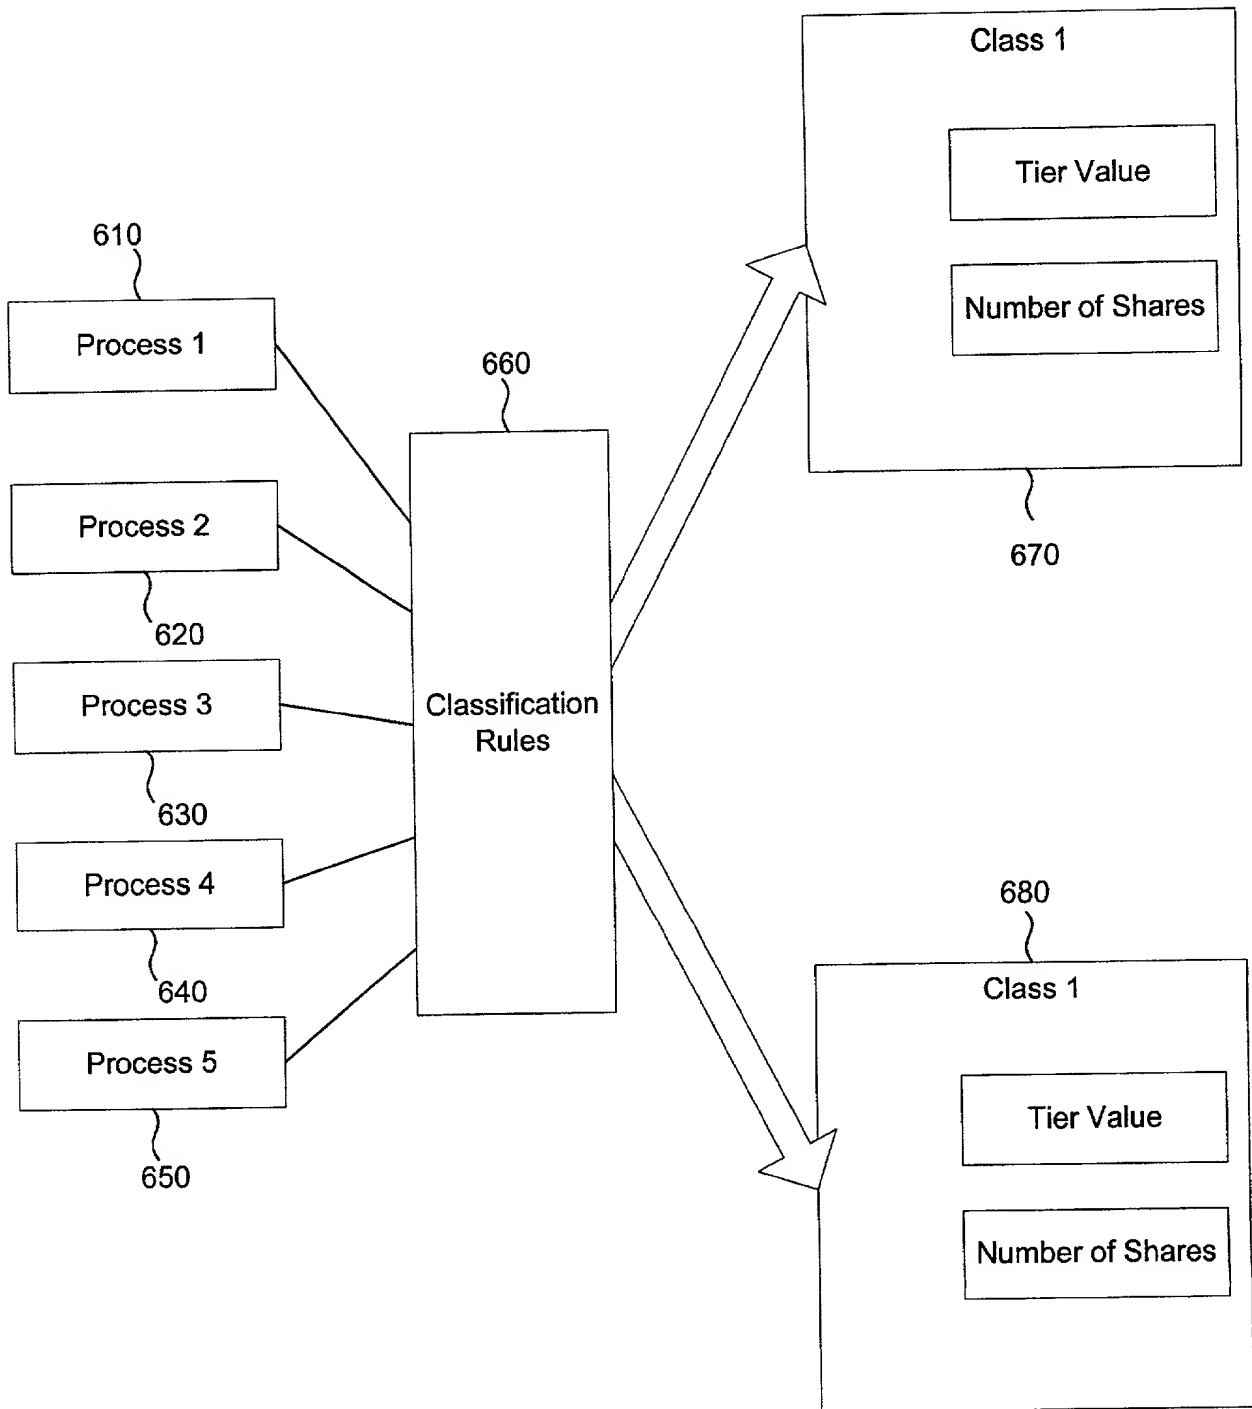 Class 1
Tier Value
Number of Shares
670
610
Process 1
Process 2
620
Process 3
630
Process 4
640
Process 5
650
660
Classification
Rules
680
Class 1
Tier Value
Number of Shares